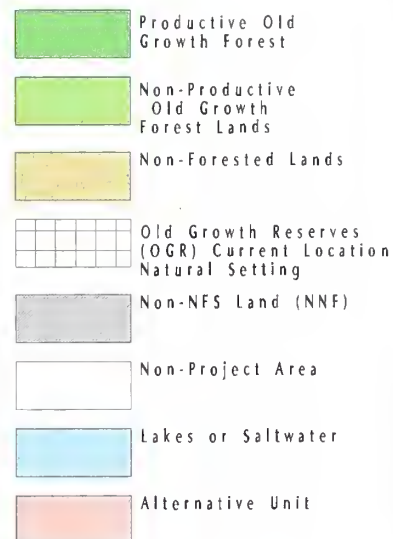 Productive Old
Growth Forest
Non-Productive
Old Growth
Forest Lands
Non-Forested Lands
Old Growth Reserves
(OGR) Current Location
Natural Setting
Non-NFS Land (NNF)
Non-Project Area
Lakes or Saltwater
Alternative Unit